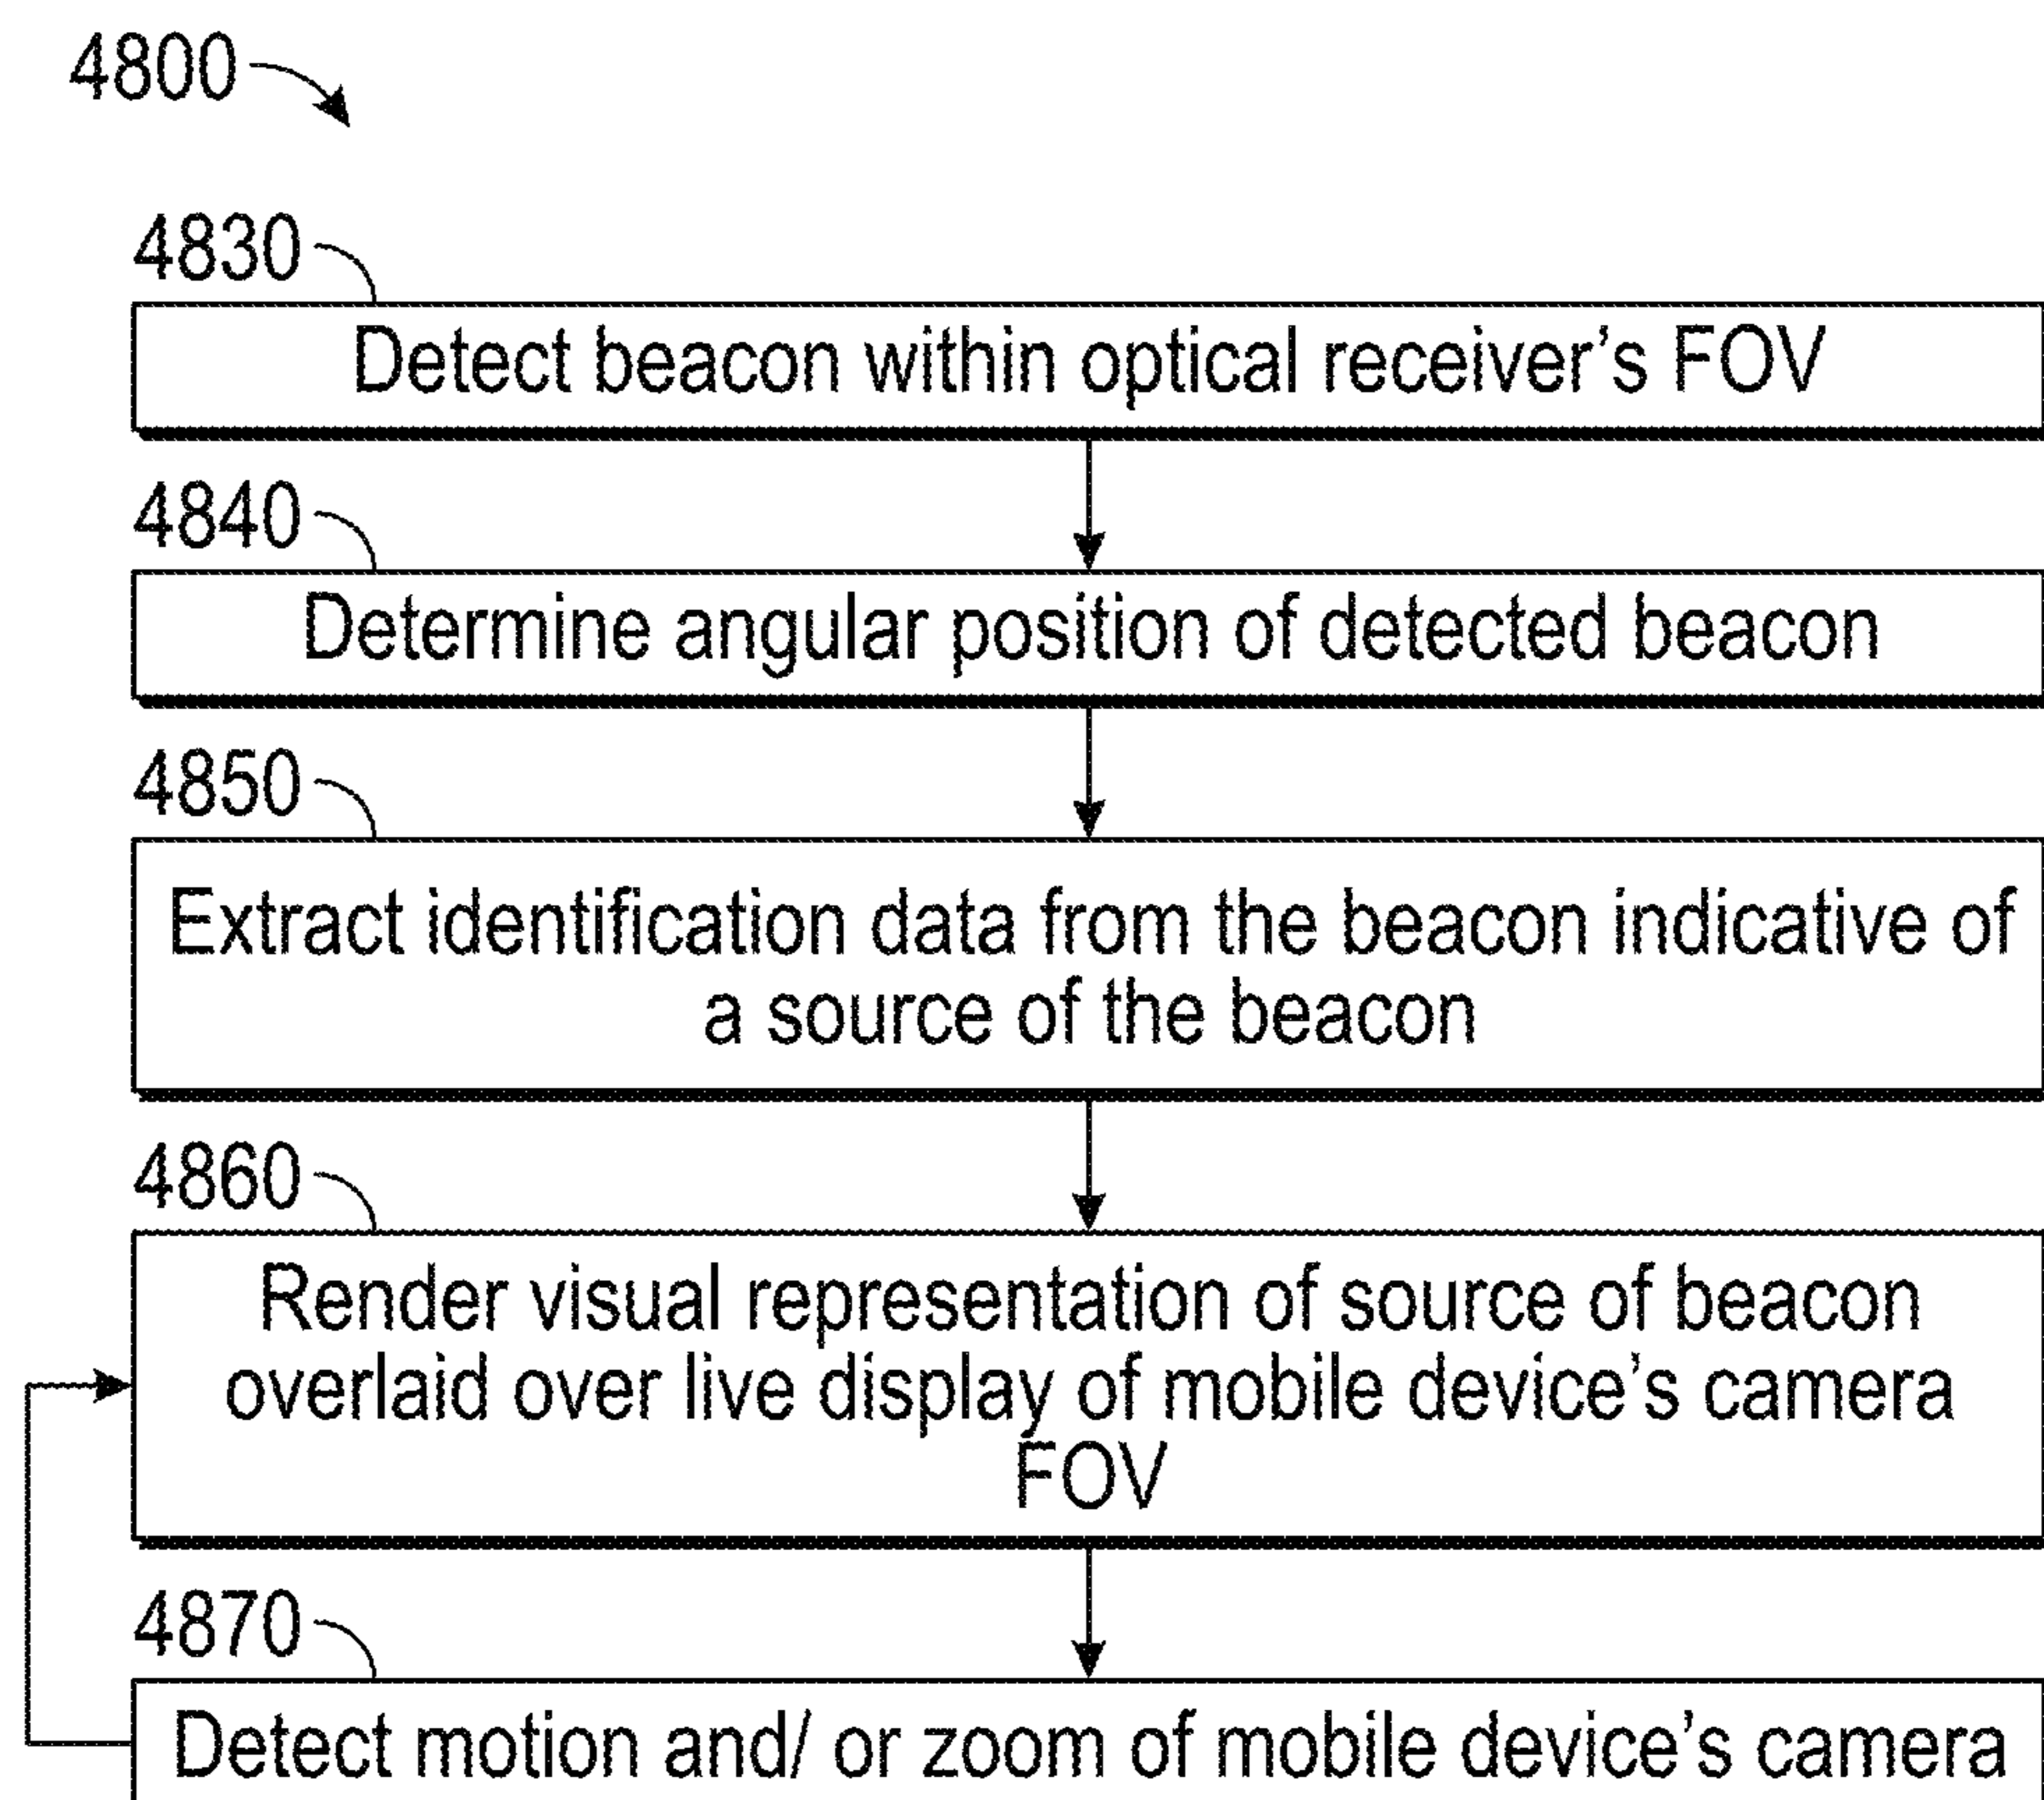 4800
4830
Detect beacon within optical receiver's FOV
4840
Determine angular position of detected beacon
4850
Extract identification data from the beacon indicative of
a source of the beacon
4860
Render visual representation of source of beacon
overlaid over live display of mobile device's camera
FOV
4870
Detect motion and/ or zoom of mobile device's camera